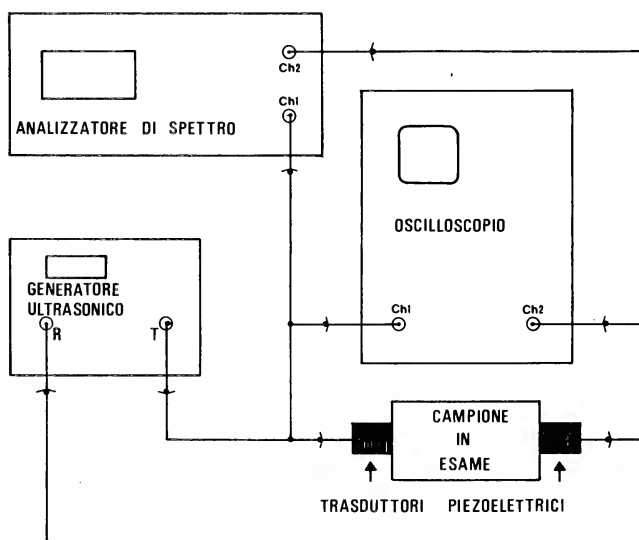 Ch2
Ch1
ANALIZZATORE DI SPETTRO
OSCILLOSCOPIO
Ch1
Ch2
GENERATORE
ULTRASONICO
R
T
CAMPIONE
IN
ESAME
TRASDUTTORI PIEZOELETTRICI